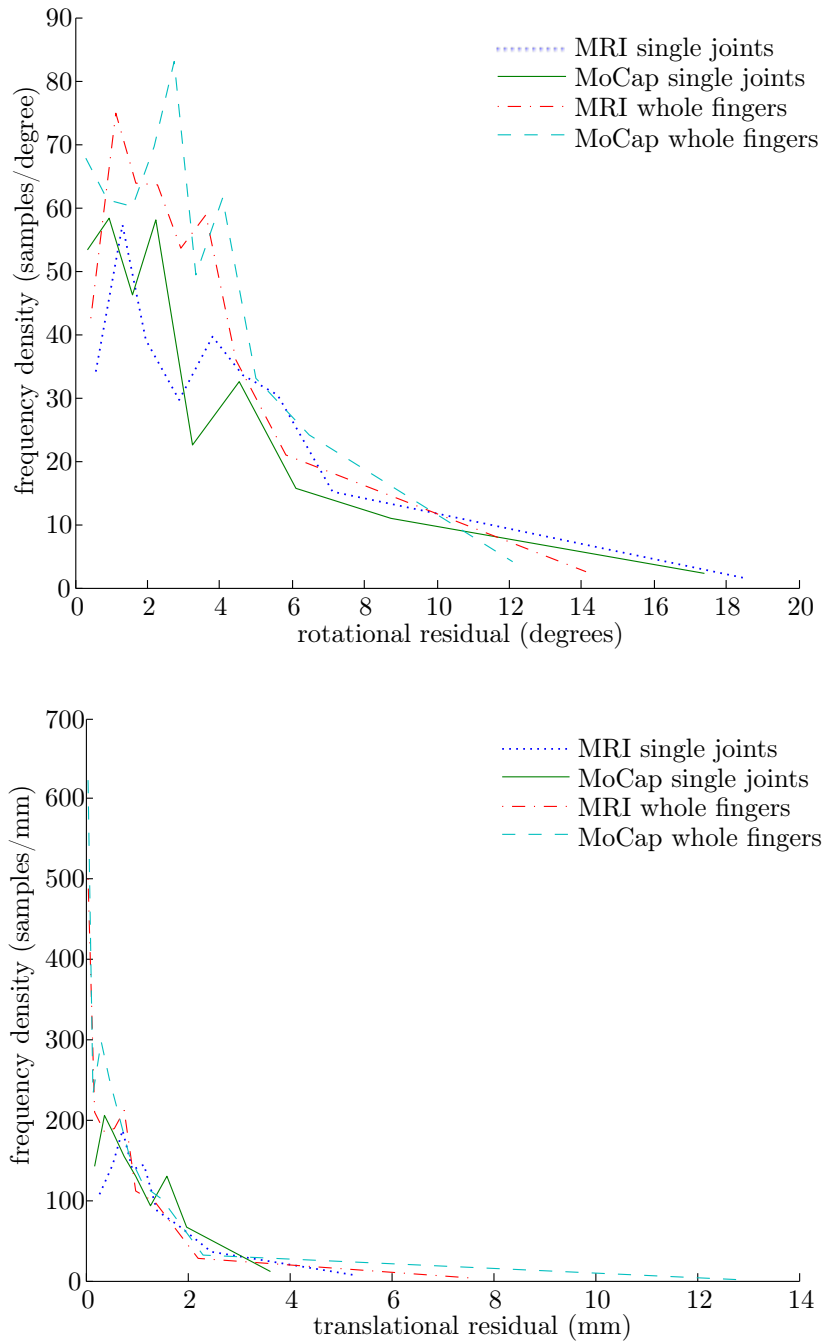 90
80
70
60
50
40
30
20
10
0
frequency density (samples/degree)
MRI single joints
MoCap single joints
MRI whole fingers
MoCap whole fingers
0 2 4 6 8 10 12 14 16 18 20
rotational residual (degrees)
700
600
500
400
300
200
100
0
frequency density (samples/mm)
MRI single joints
MoCap single joints
MRI whole fingers
MoCap whole fingers
0 2 4 6 8 10 12 14
translational residual (mm)